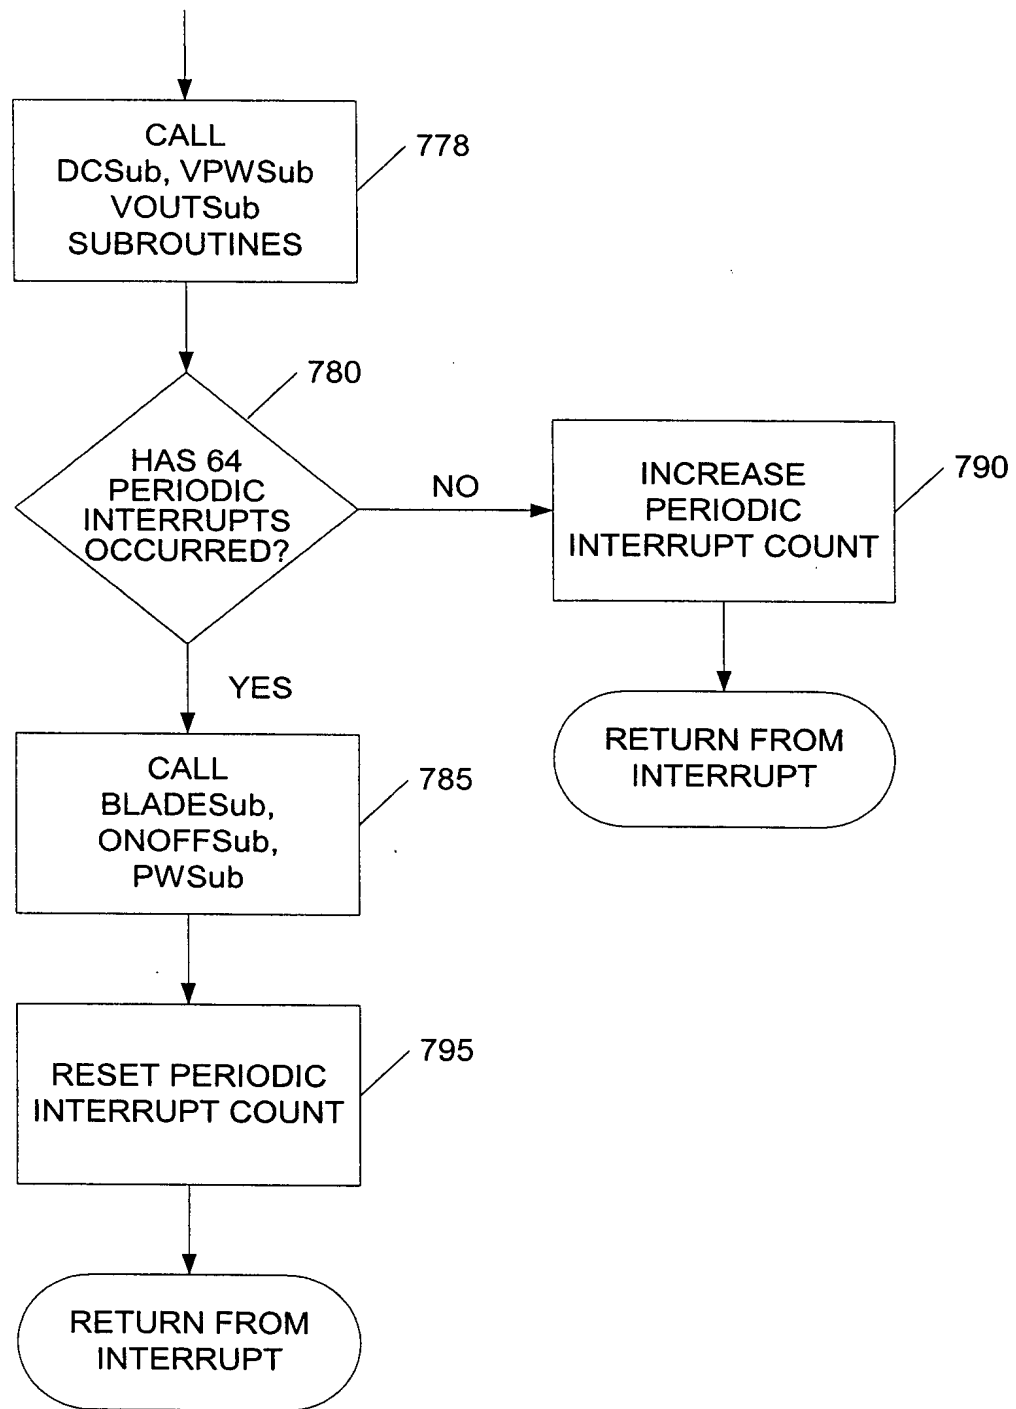 CALL
DCSub, VPWSub
VOUTSub
SUBROUTINES
778
780
HAS 64
PERIODIC
INTERRUPTS
OCCURRED?
NO
INCREASE
PERIODIC
INTERRUPT COUNT
790
RETURN FROM
INTERRUPT
YES
CALL
BLADESub,
ONOFFSub,
PWSub
785
RESET PERIODIC
INTERRUPT COUNT
795
RETURN FROM
INTERRUPT